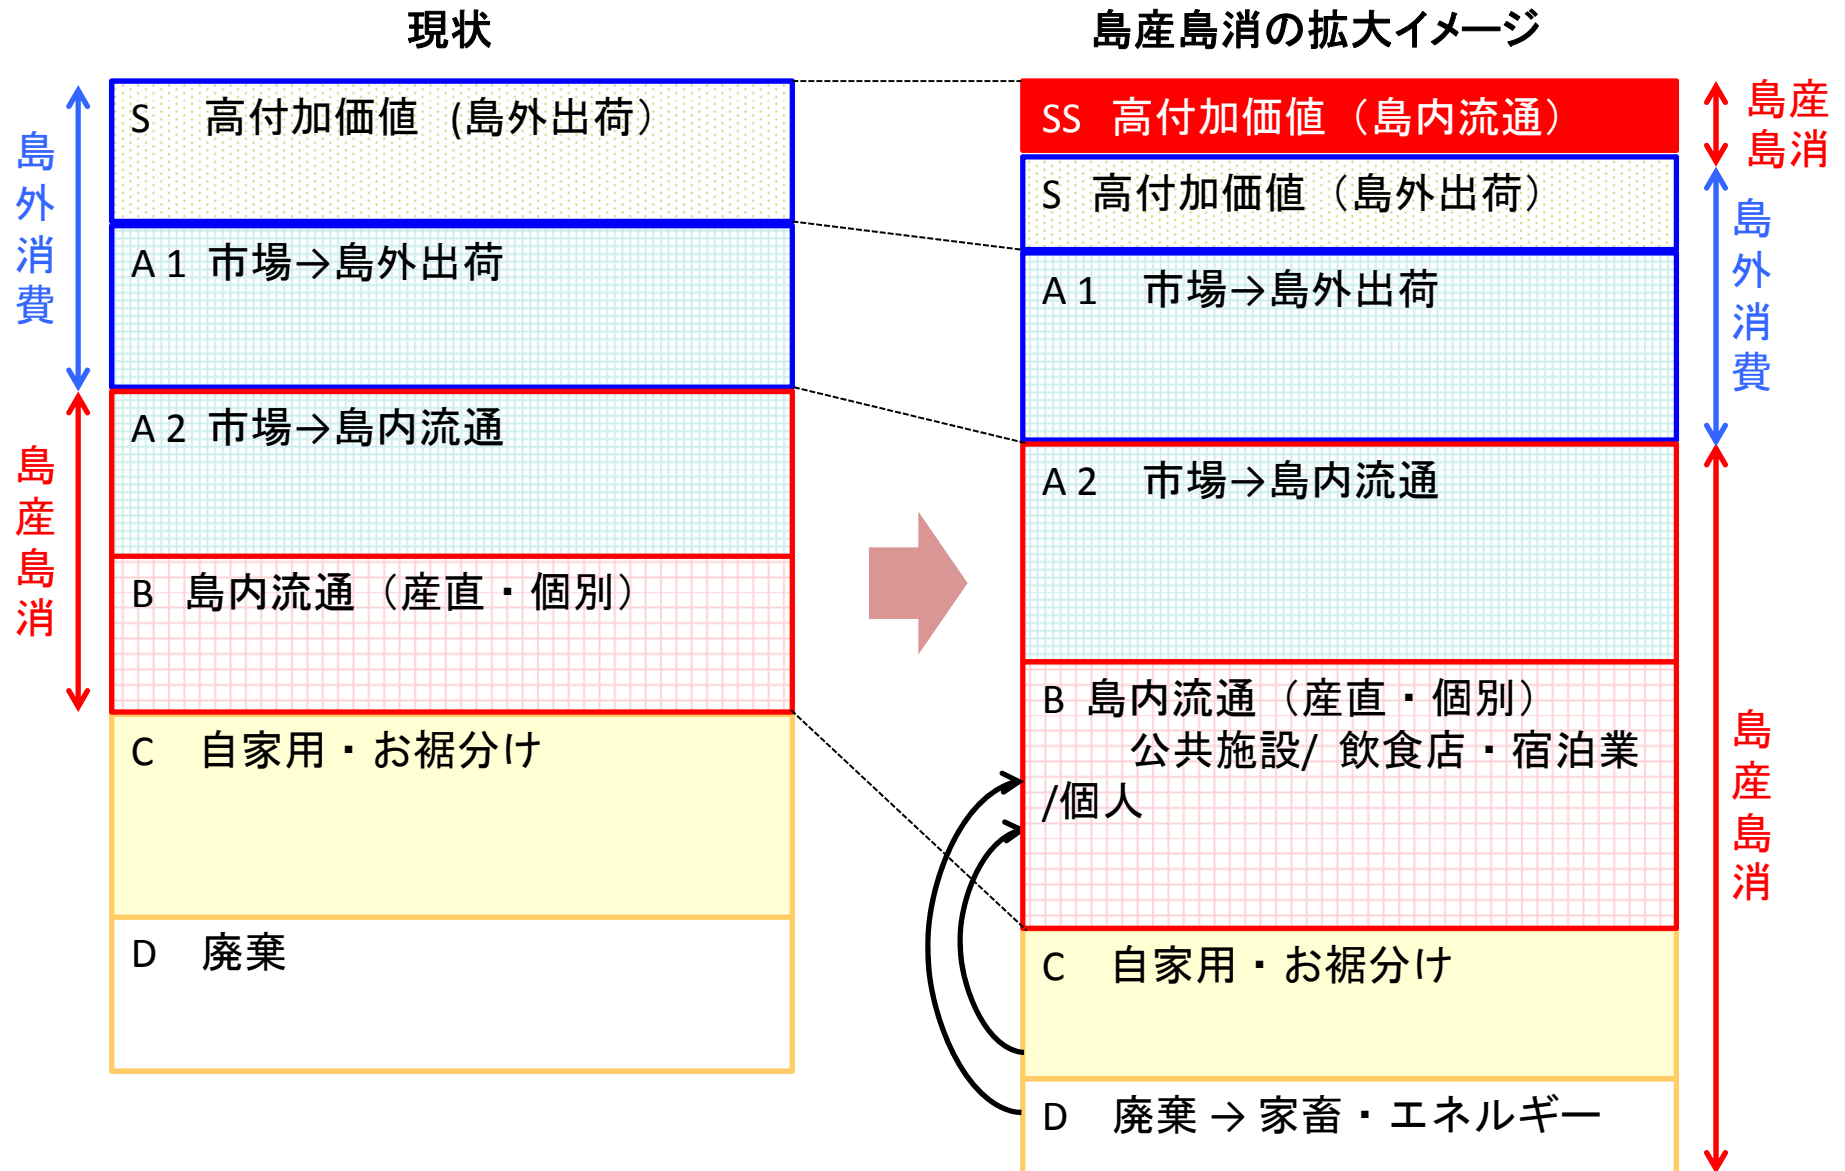 現状
島外消費
島産島消
S 高付加価値 (島外出荷）
A 1 市場→島外出荷
A 2 市場→島内流通
B 島内流通（産直・個別）
C 自家用・お裾分け
D 廃棄
島産島消の拡大イメージ
SS 高付加価値（島内流通）
S 高付加価値（島外出荷）
A 1 市場→島外出荷
A 2 市場→島内流通
B 島内流通（産直・個別）
公共施設/ 飲食店・宿泊業
/個人
C 自家用・お裾分け
D 廃棄 → 家畜・エネルギー
島産
島消
島外消費
島産島消